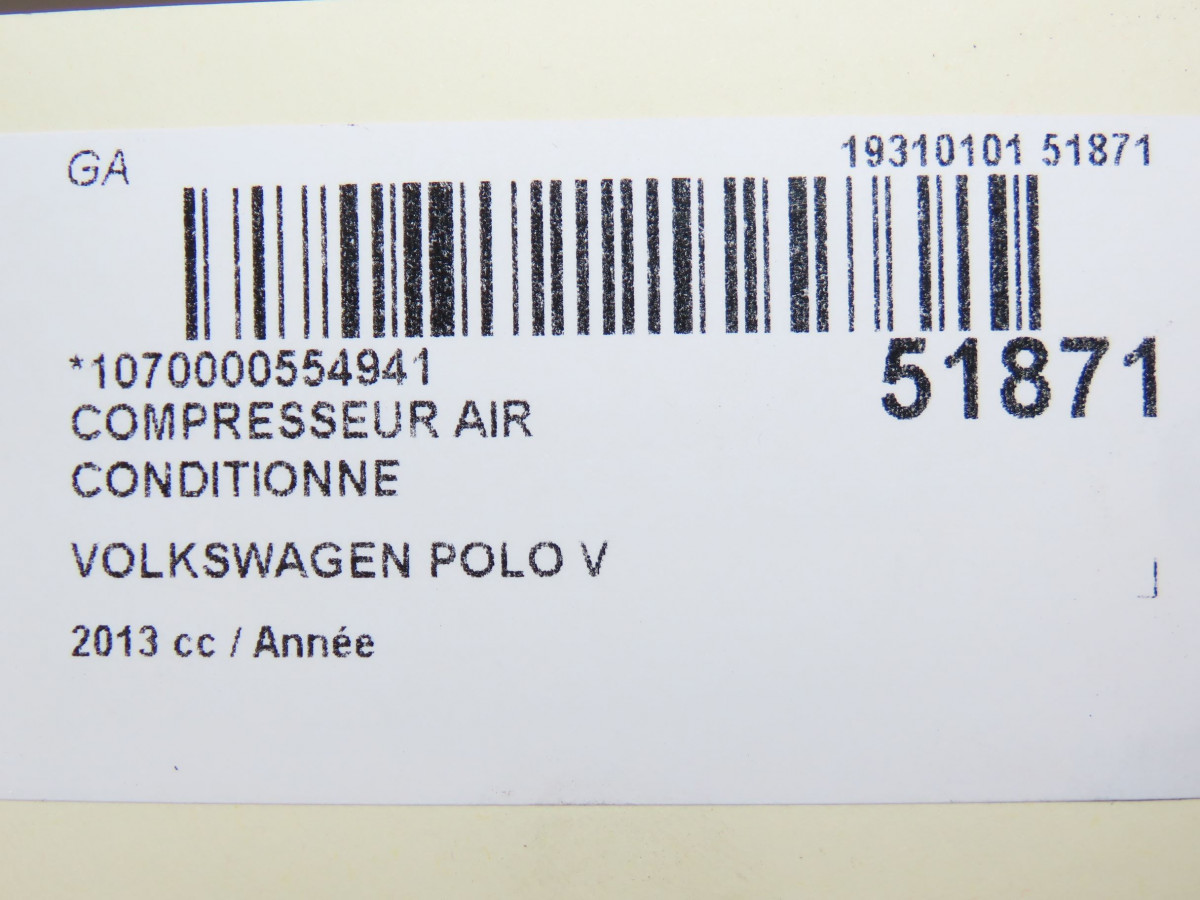 GA
19310101 51871
*1070000554941
51871
COMPRESSEUR AIR
CONDITIONNE
VOLKSWAGEN POLO V
2013 cc / Année